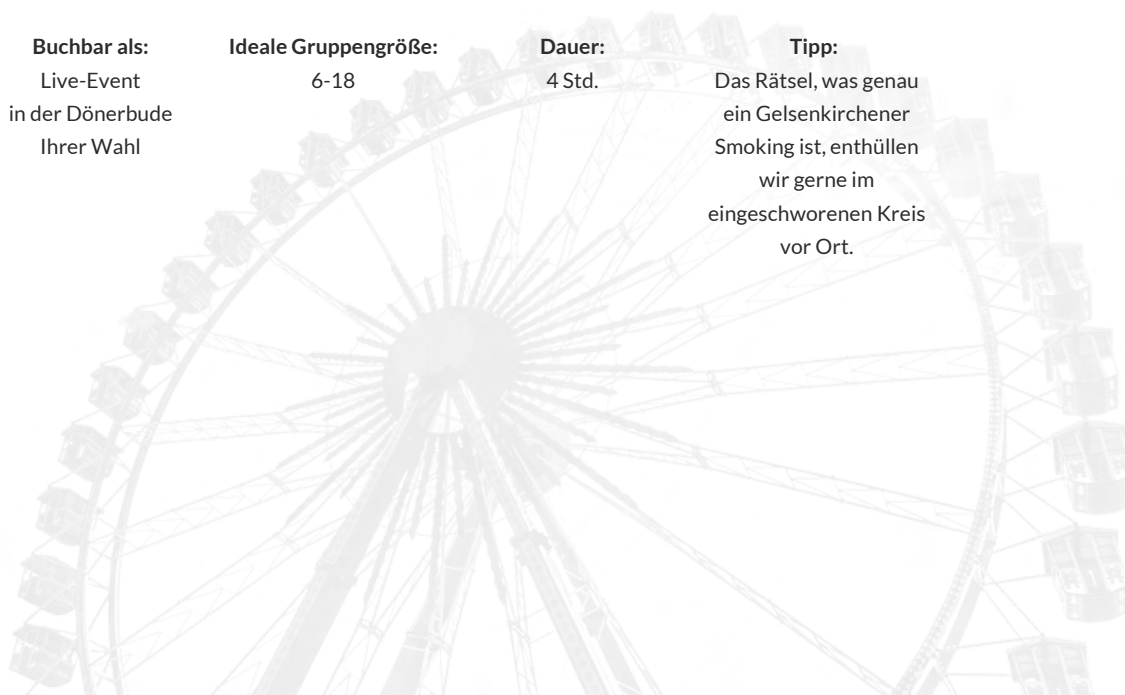 Buchbar als:
Live-Event
in der Dönerbude
Ihrer Wahl
Ideale Gruppengröße:
6-18
Dauer:
4 Std.
Tipp:
Das Rätsel, was genau
ein Gelsenkirchener
Smoking ist, enthüllen
wir gerne im
eingeschworenen Kreis
vor Ort.